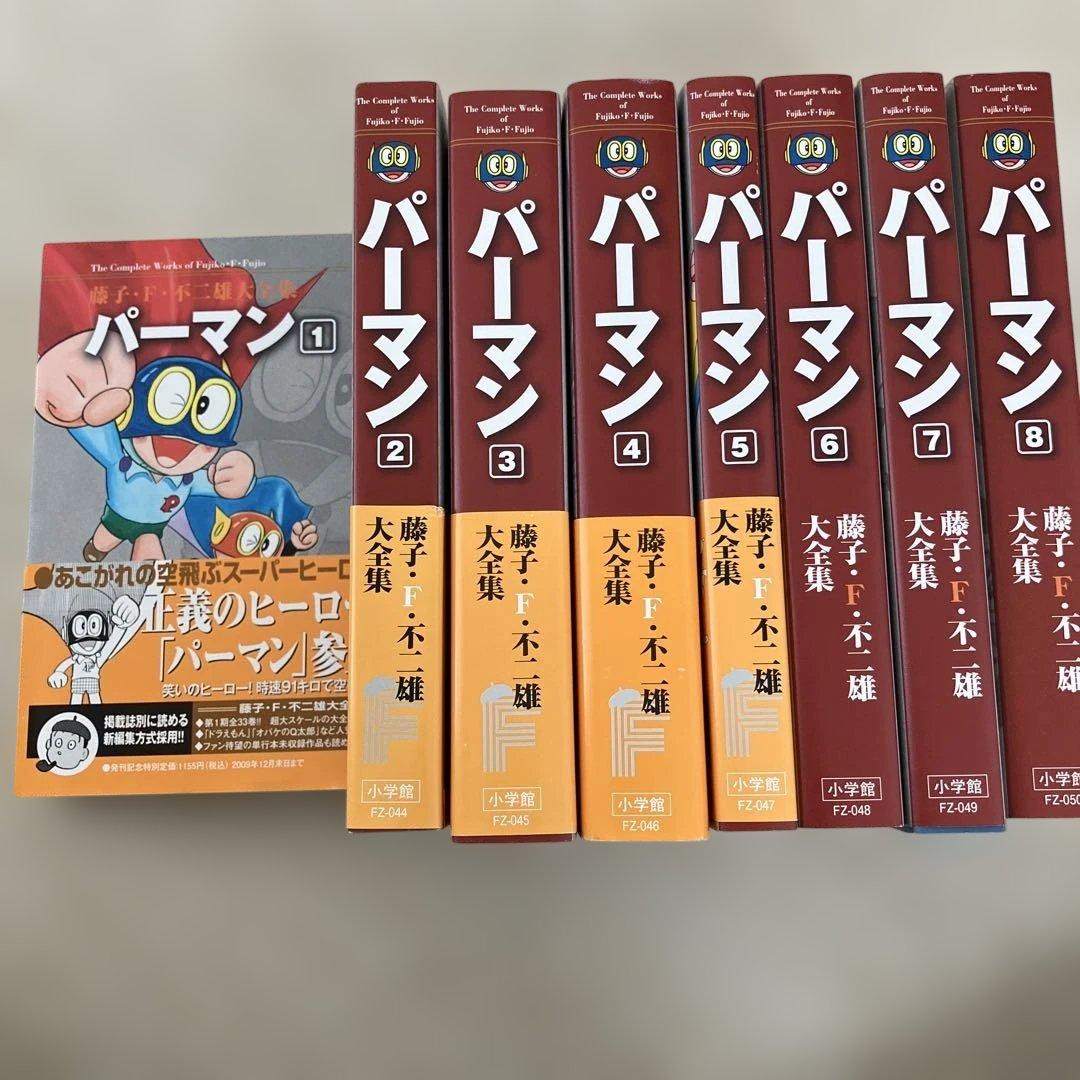 The Complete Works of Fujiko・F・Fujio
藤子・F・不二雄大全集
パーマン 1
●あこがれの空飛ぶスーパーヒーロ
正義のヒーロー
「パーマン」参
笑いのヒーロー!時速91キロで空
藤子・F・不二雄大全
掲載誌別に読める
新編集方式採用!!
◆第1期全33巻!! 超大スケールの大全
◆「ドラえもん」「オバケのQ太郎」など人気
◆ファン待望の単行本未収録作品も読め
●発刊記念特別定価:1155円(税込) 2009年12月末日まで
The Complete Works
of
Fujiko・F・Fujio
パーマン
2
藤子・F・不二雄
大全集
小学館
FZ-044
The Complete Works
of
Fujiko・F・Fujio
パーマン
3
藤子・F・不二雄
大全集
小学館
FZ-045
The Complete Works
of
Fujiko・F・Fujio
パーマン
4
藤子・F・不二雄
大全集
小学館
FZ-046
The Complete Works
of
Fujiko・F・Fujio
パーマン
5
藤子・F・不二雄
大全集
小学館
FZ-047
The Complete Works
of
Fujiko・F・Fujio
パーマン
6
藤子・F・不二雄
大全集
小学館
FZ-048
The Complete Works
of
Fujiko・F・Fujio
パーマン
7
藤子・F・不二雄
大全集
小学館
FZ-049
The Complete Works
of
Fujiko・F・Fujio
パーマン
8
藤子・F・不二雄
大全集
小学館
FZ-050